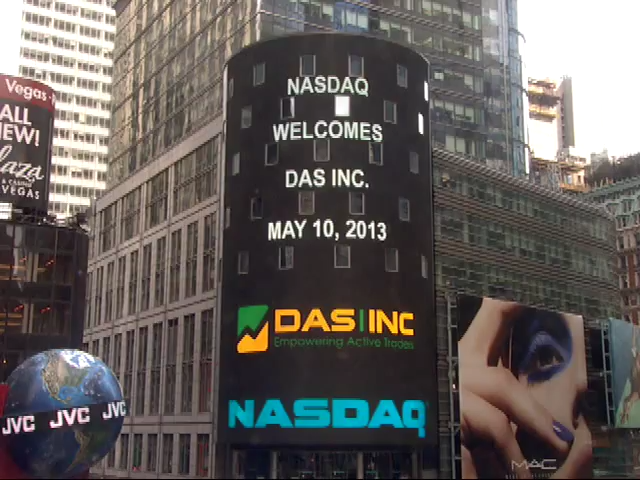 Vegas
ALL
NEW!
laza
VEGAS
NASDAQ
WELCOMES
DAS INC.
MAY 10, 2013
DAS|INC
Empowering Active Trades
NASDAQ
JVC JVC JVC
MAC